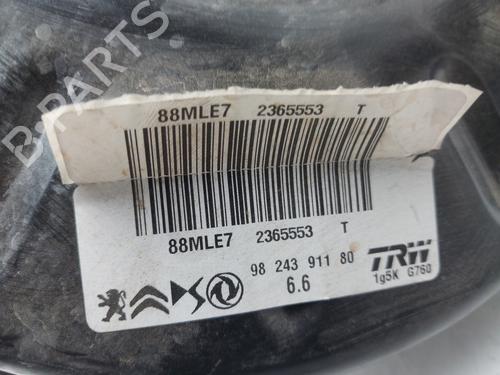 B-PARTS
88MLE7 2365553 T
88MLE7 2365553 T
98 243 911 80
6.6
TRW
1g5K G760